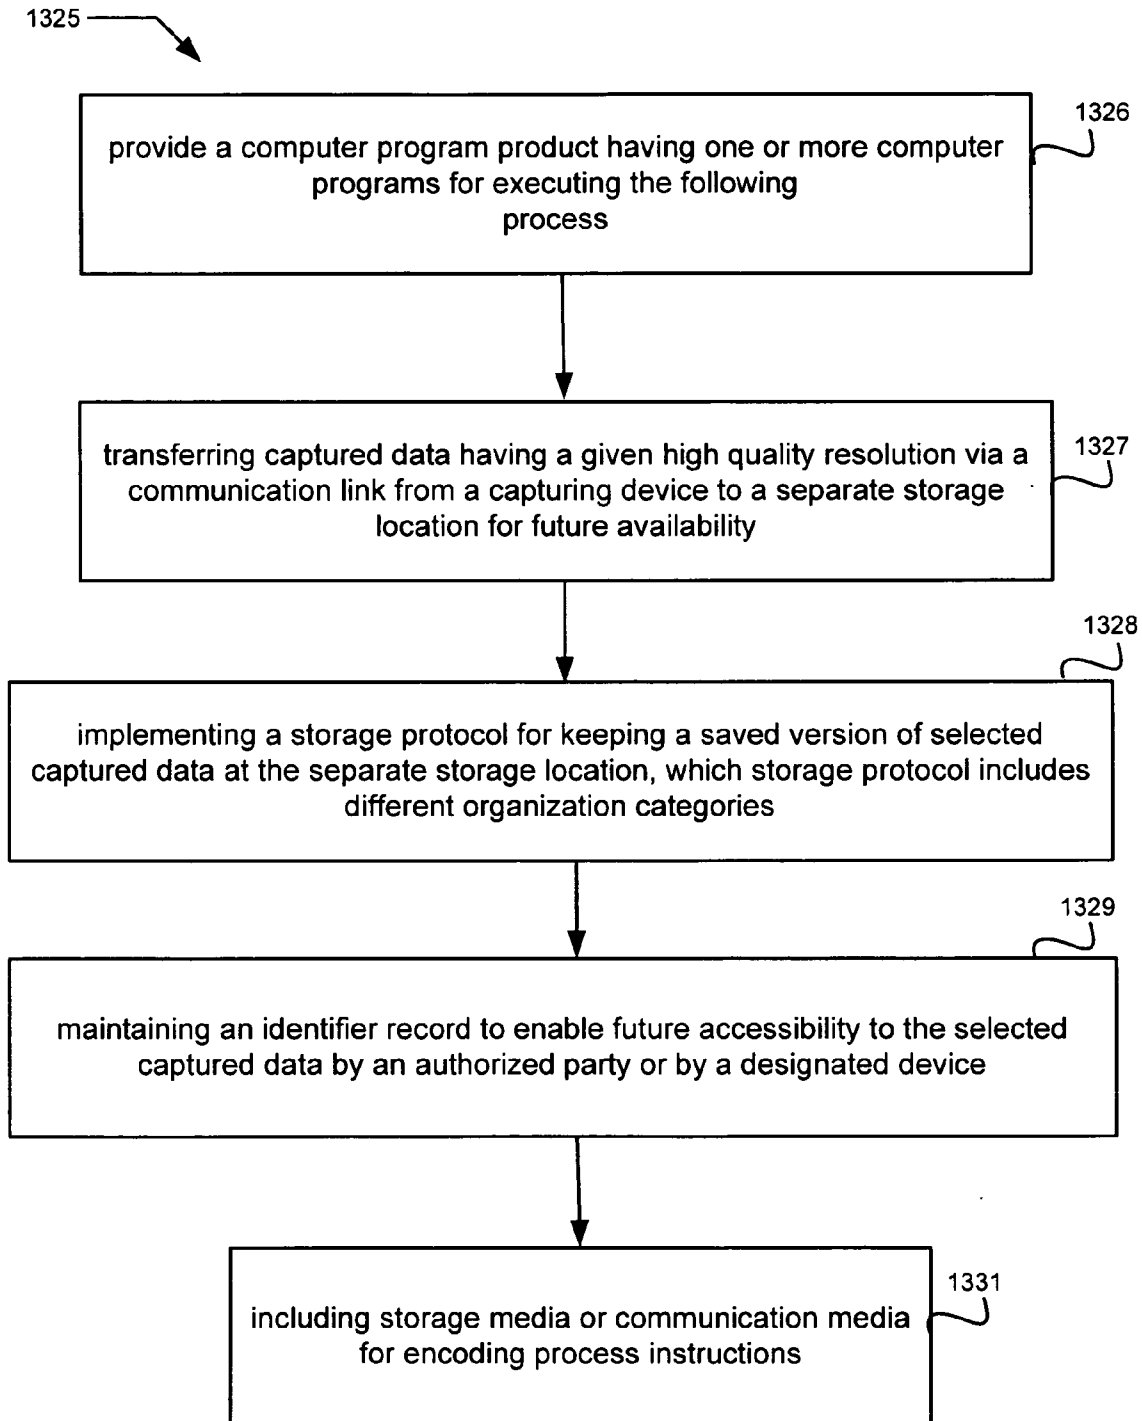 1325
1326
provide a computer program product having one or more computer
programs for executing the following
process
1327
transferring captured data having a given high quality resolution via a
communication link from a capturing device to a separate storage
location for future availability
1328
implementing a storage protocol for keeping a saved version of selected
captured data at the separate storage location, which storage protocol includes
different organization categories
1329
maintaining an identifier record to enable future accessibility to the selected
captured data by an authorized party or by a designated device
1331
including storage media or communication media
for encoding process instructions